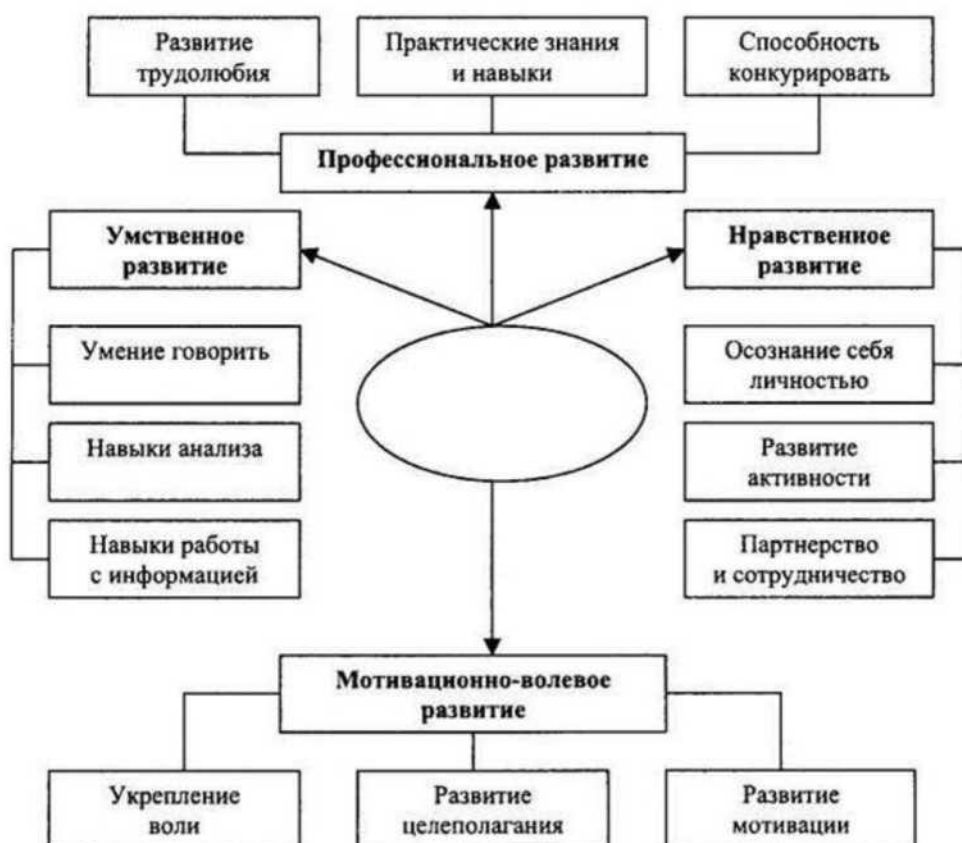 Развитие
трудолюбия
Практические знания
и навыки
Способность
конкурировать
Профессиональное развитие
Умственное
развитие
Нравственное
развитие
Умение говорить
Осознание себя
личностью
Навыки анализа
Развитие
активности
Навыки работы
с информацией
Партнерство
и сотрудничество
Мотивационно-волевое
развитие
Укрепление
воли
Развитие
целеполагания
Развитие
мотивации